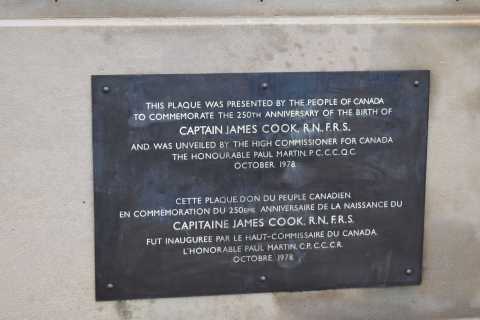 THIS PLAQUE WAS PRESENTED BY THE PEOPLE OF CANADA
TO COMMEMORATE THE 250TH ANNIVERSARY OF THE BIRTH OF
CAPTAIN JAMES COOK, R.N., F.R.S.
AND WAS UNVEILED BY THE HIGH COMMISSIONER FOR CANADA
THE HONOURABLE PAUL MARTIN, P.C., C.C., Q.C.
OCTOBER, 1978.
CETTE PLAQUE, DON DU PEUPLE CANADIEN
EN COMMEMORATION DU 250EME ANNIVERSAIRE DE LA NAISSANCE DU
CAPITAINE JAMES COOK, R.N., F.R.S.
FUT INAUGUREE PAR LE HAUT-COMMISSAIRE DU CANADA
L'HONORABLE PAUL MARTIN, C.P., C.C., C.R.
OCTOBRE, 1978